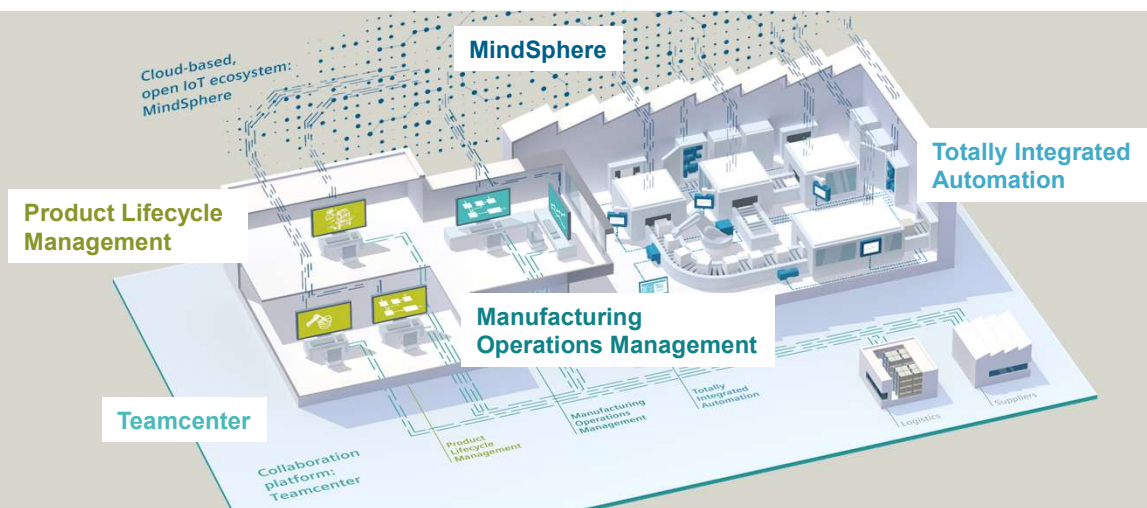 MindSphere
Cloud-based,
open IoT ecosystem:
MindSphere
Totally Integrated
Automation
Product Lifecycle
Management
Manufacturing
Operations Management
Teamcenter
Totally
Integrated
Automation
Manufacturing
Operations
Management
Product
Lifecycle
Management
Logistics
Suppliers
Collaboration
platform:
Teamcenter